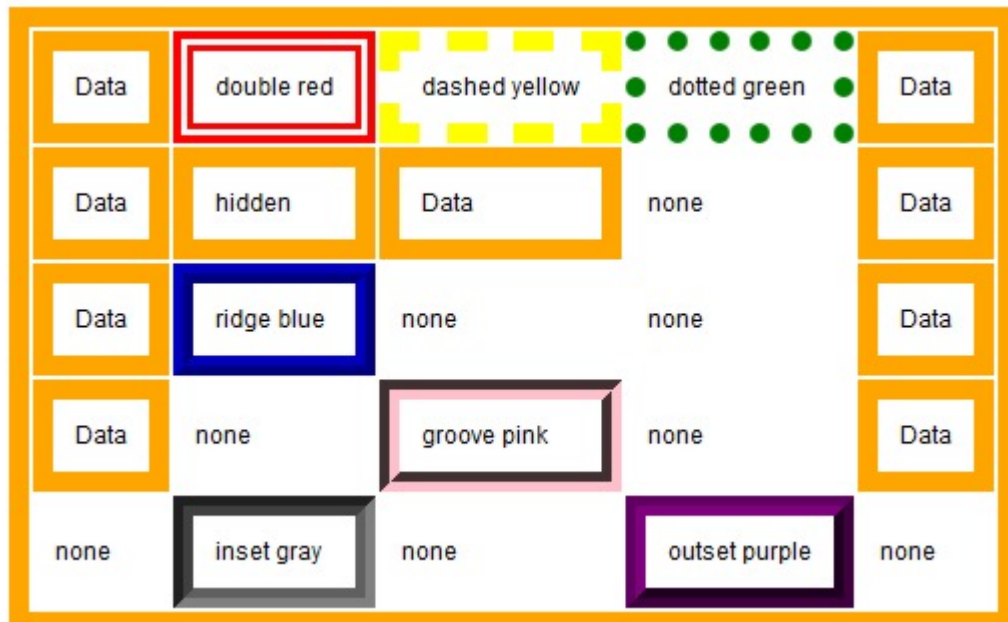 Data double red dashed yellow dotted green Data
Data hidden Data none Data
Data ridge blue none none Data
Data none groove pink none Data
none inset gray none outset purple none